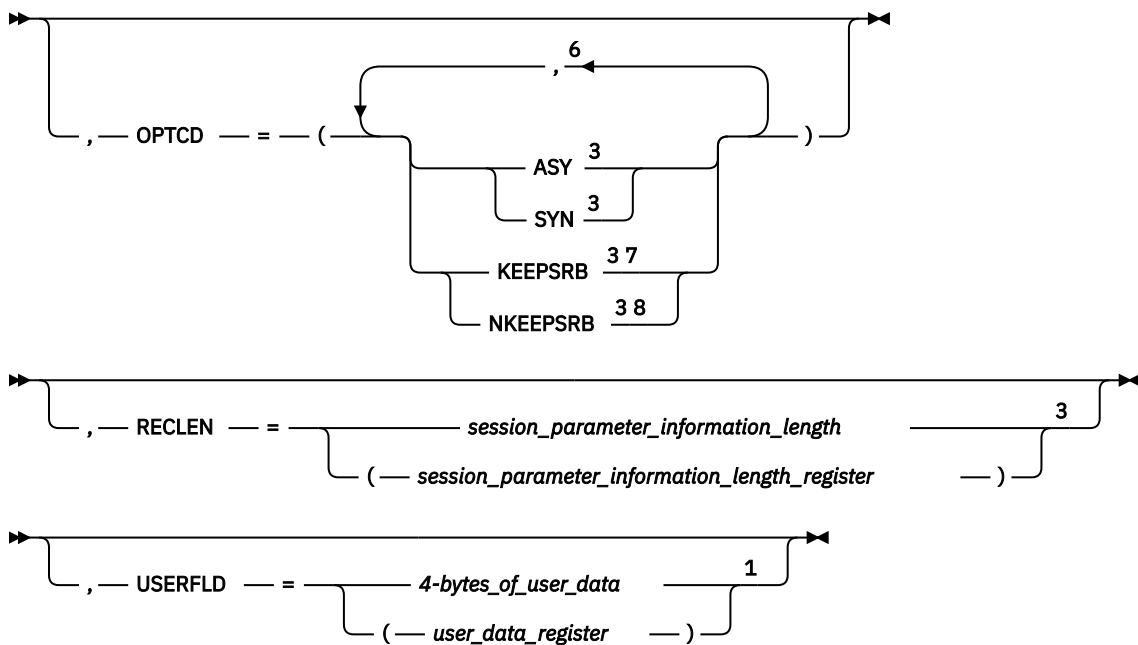 , 6
, OPTCD = ( )
ASY 3
SYN 3
KEEPSRB 3 7
NKEEPSRB 3 8
, RECLEN = session_parameter_information_length 3
( session_parameter_information_length_register )
, USERFLD = 4-bytes_of_user_data 1
( user_data_register )